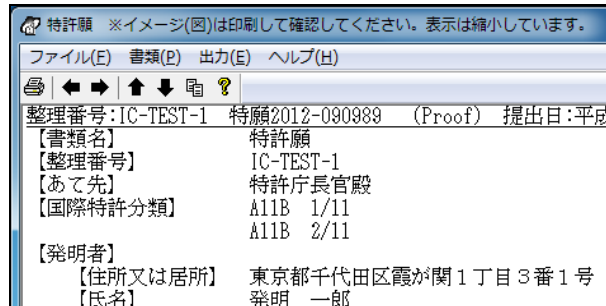 特許願　※イメージ(図)は印刷して確認してください。表示は縮小しています。
ファイル(F)　書類(P)　出力(E)　ヘルプ(H)
整理番号:IC-TEST-1　特願2012-090989　(Proof)　提出日:平成
【書類名】　特許願
【整理番号】　IC-TEST-1
【あて先】　特許庁長官殿
【国際特許分類】　A11B　1/11
A11B　2/11
【発明者】
【住所又は居所】　東京都千代田区霞が関１丁目３番１号
【氏名】　発明　一郎